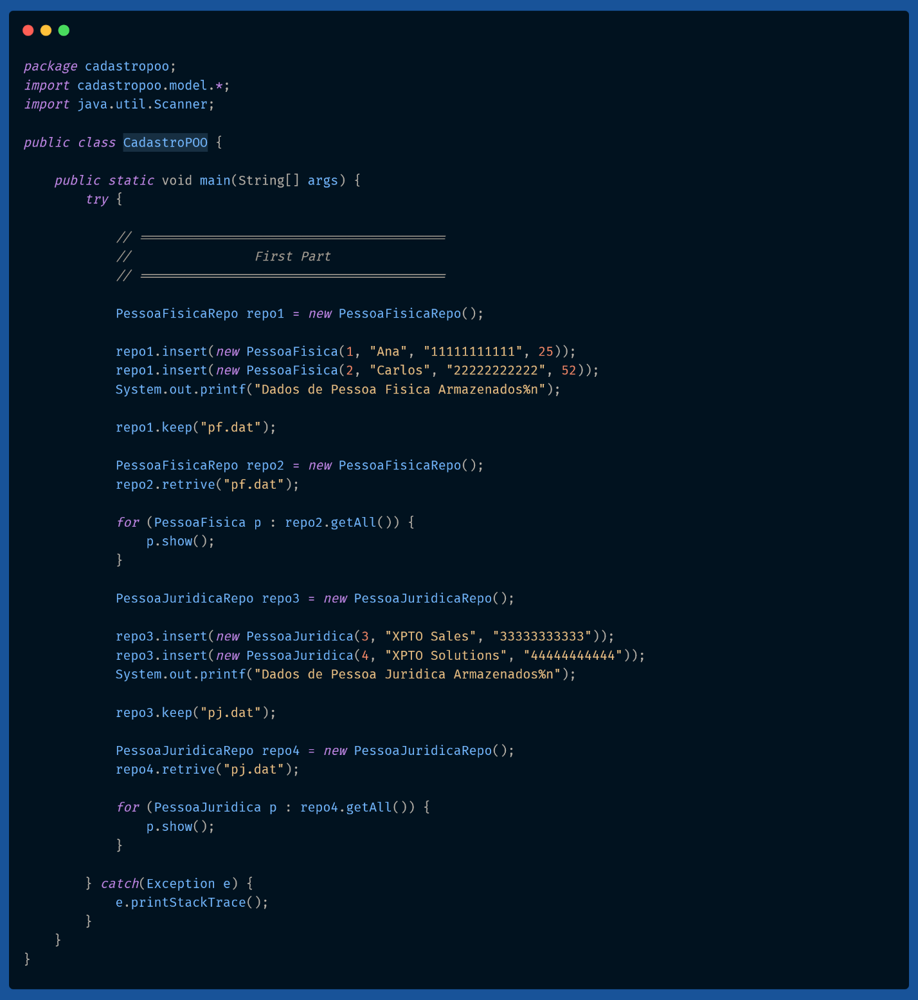 package cadastropoo;
import cadastropoo.model.*;
import java.util.Scanner;
public class CadastroPOO {
public static void main(String[] args) {
try {
// ========================================
// First Part
// ========================================
PessoaFisicaRepo repo1 = new PessoaFisicaRepo();
repo1.insert(new PessoaFisica(1, "Ana", "11111111111", 25));
repo1.insert(new PessoaFisica(2, "Carlos", "22222222222", 52));
System.out.printf("Dados de Pessoa Fisica Armazenados%n");
repo1.keep("pf.dat");
PessoaFisicaRepo repo2 = new PessoaFisicaRepo();
repo2.retrive("pf.dat");
for (PessoaFisica p : repo2.getAll()) {
p.show();
}
PessoaJuridicaRepo repo3 = new PessoaJuridicaRepo();
repo3.insert(new PessoaJuridica(3, "XPTO Sales", "33333333333"));
repo3.insert(new PessoaJuridica(4, "XPTO Solutions", "44444444444"));
System.out.printf("Dados de Pessoa Juridica Armazenados%n");
repo3.keep("pj.dat");
PessoaJuridicaRepo repo4 = new PessoaJuridicaRepo();
repo4.retrive("pj.dat");
for (PessoaJuridica p : repo4.getAll()) {
p.show();
}
} catch(Exception e) {
e.printStackTrace();
}
}
}